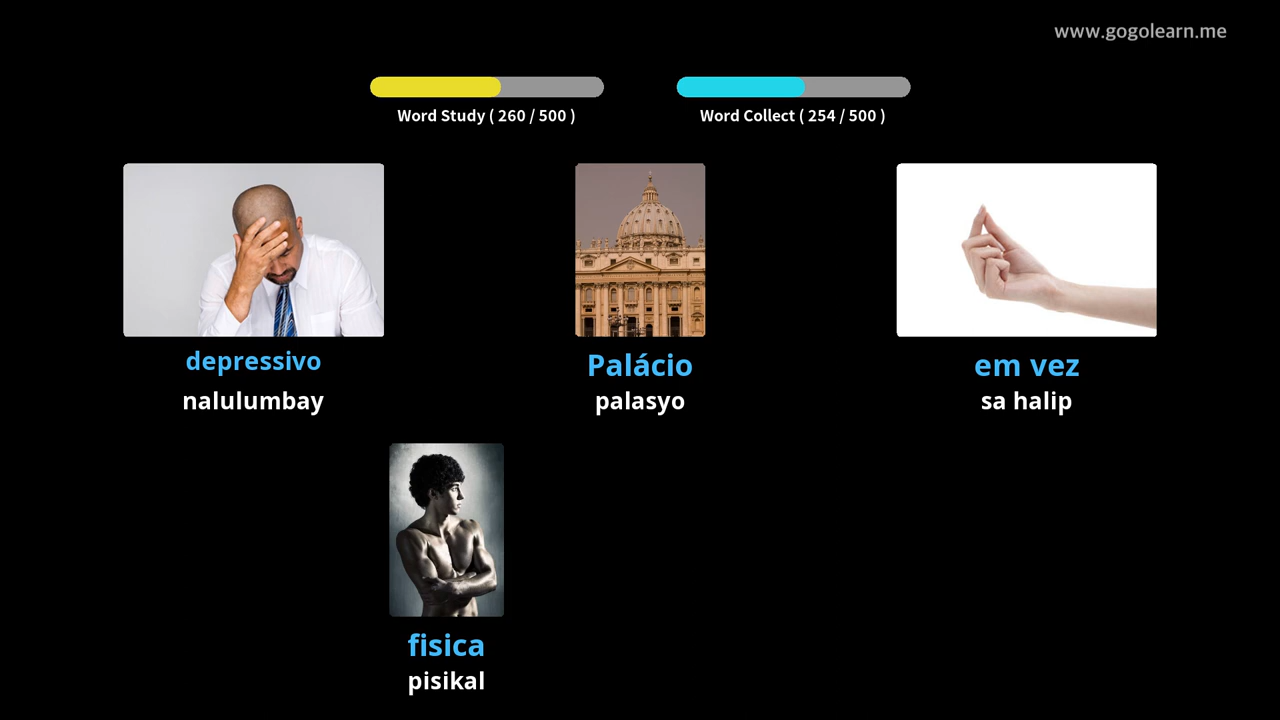 www.gogolearn.me
Word Study ( 260 / 500 )
Word Collect ( 254 / 500 )
depressivo
nalulumbay
Palácio
palasyo
em vez
sa halip
fisica
pisikal